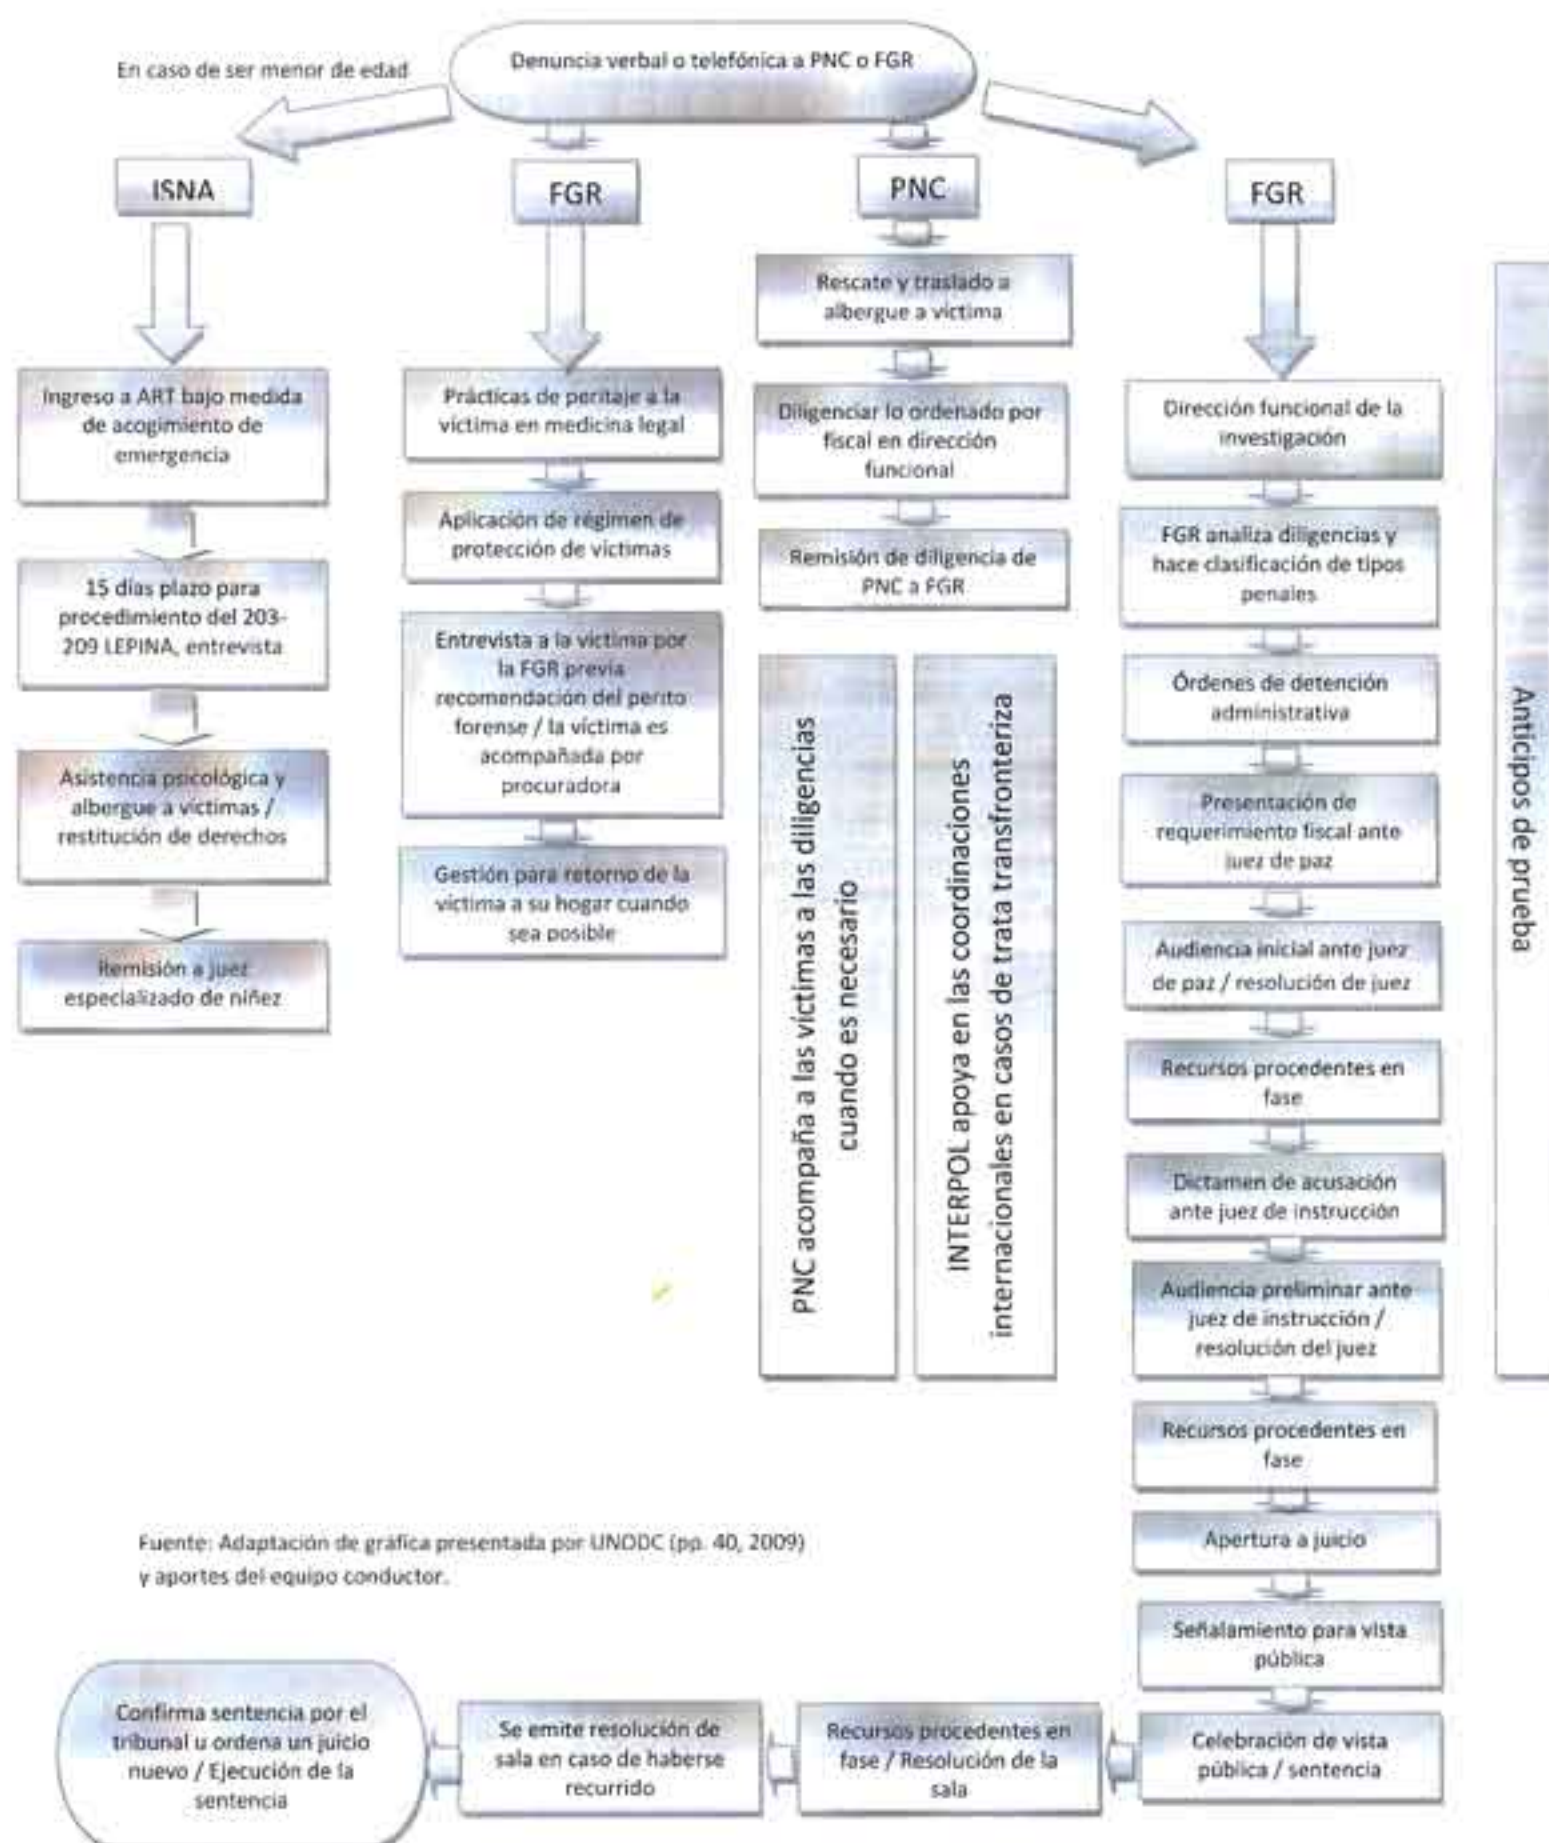 En caso de ser menor de edad
Denuncia verbal o telefónica a PNC o FGR
ISNA
Ingreso a ART bajo medida
de acogimiento de
emergencia
15 días plazo para
procedimiento del 203-
209 LEPINA, entrevista
Asistencia psicológica y
albergue a víctimas /
restitución de derechos
Remisión a juez
especializado de niñez
FGR
Prácticas de peritaje a la
víctima en medicina legal
Aplicación de régimen de
protección de víctimas
Entrevista a la víctima por
la FGR previa
recomendación del perito
forense / la víctima es
acompañada por
procuradora
Gestión para retorno de la
víctima a su hogar cuando
sea posible
PNC
Rescate y traslado a
albergue a víctima
Diligenciar lo ordenado por
fiscal en dirección
funcional
Remisión de diligencia de
PNC a FGR
PNC acompaña a las víctimas a las diligencias
cuando es necesario
INTERPOL apoya en las coordinaciones
internacionales en casos de trata transfronteriza
FGR
Dirección funcional de la
investigación
FGR analiza diligencias y
hace clasificación de tipos
penales
Órdenes de detención
administrativa
Presentación de
requerimiento fiscal ante
juez de paz
Audiencia inicial ante juez
de paz / resolución de juez
Recursos procedentes en
fase
Dictamen de acusación
ante juez de instrucción
Audiencia preliminar ante
juez de instrucción /
resolución del juez
Recursos procedentes en
fase
Apertura a juicio
Señalamiento para vista
pública
Celebración de vista
pública / sentencia
Recursos procedentes en
fase / Resolución de la
sala
Se emite resolución de
sala en caso de haberse
recurrido
Confirma sentencia por el
tribunal u ordena un juicio
nuevo / Ejecución de la
sentencia
Anticipos de prueba
Fuente: Adaptación de gráfica presentada por UNODC (pp. 40, 2009)
y aportes del equipo conductor.